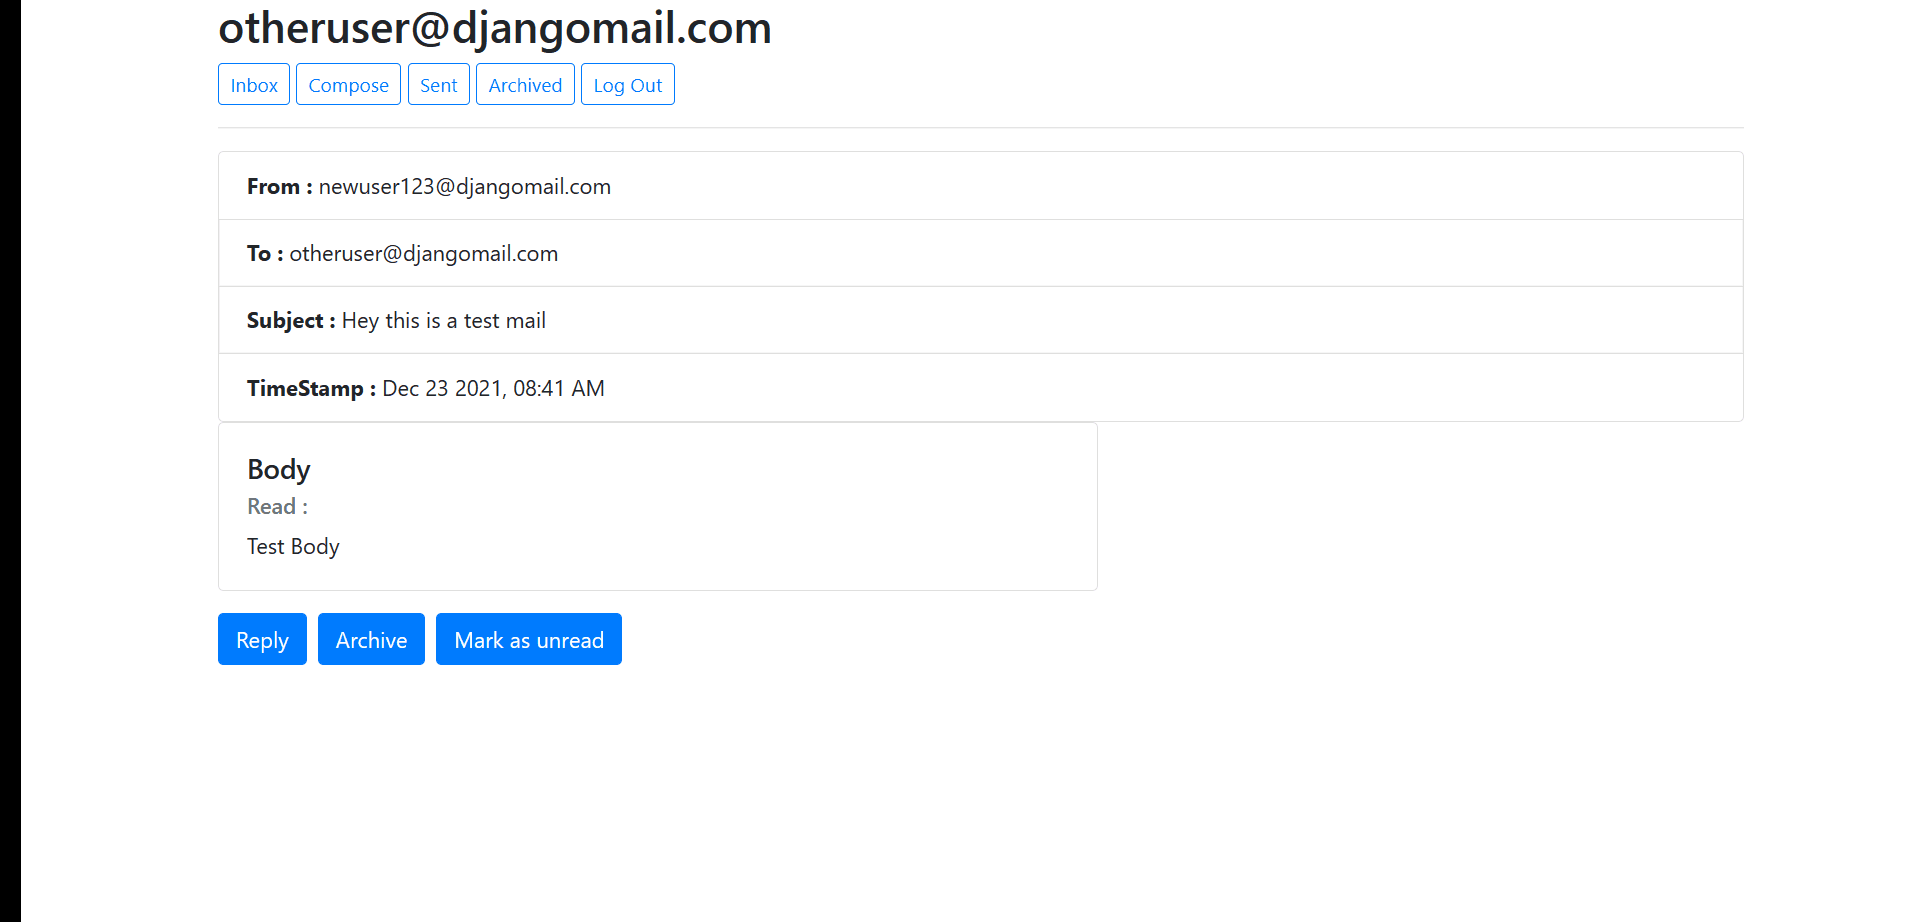 otheruser@djangomail.com
Inbox Compose Sent Archived Log Out
From : newuser123@djangomail.com
To : otheruser@djangomail.com
Subject : Hey this is a test mail
TimeStamp : Dec 23 2021, 08:41 AM
Body
Read :
Test Body
Reply Archive Mark as unread